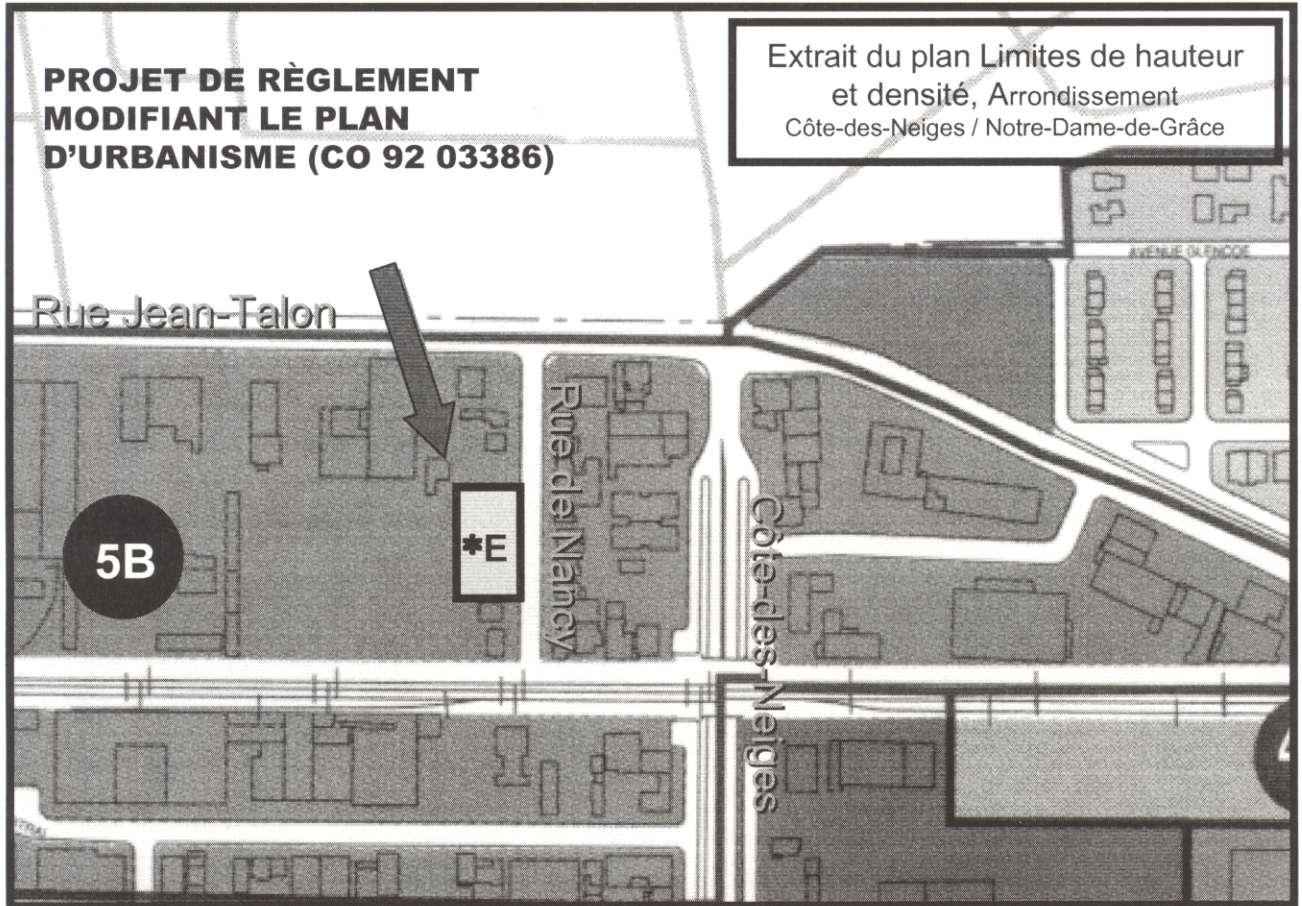 PROJET DE RÈGLEMENT
MODIFIANT LE PLAN
D'URBANISME (CO 92 03386)
Extrait du plan Limites de hauteur
et densité, Arrondissement
Côte-des-Neiges / Notre-Dame-de-Grâce
AVENUE GLENCOE
Rue Jean-Talon
Rue de Nancy
Côte-des-Neiges
5B
*E